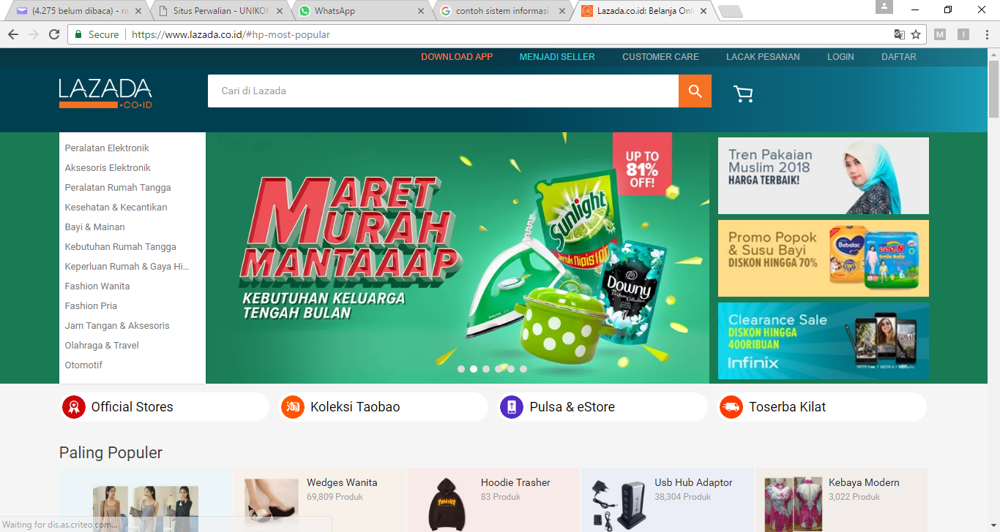 (4.275 belum dibaca) - ra
Situs Perwalian - UNIKOM
WhatsApp
contoh sistem informasi
Lazada.co.id: Belanja Onl
Secure
https://www.lazada.co.id/#hp-most-popular
DOWNLOAD APP
MENJADI SELLER
CUSTOMER CARE
LACAK PESANAN
LOGIN
DAFTAR
LAZADA
.CO.ID
Cari di Lazada
Peralatan Elektronik
Aksesoris Elektronik
Peralatan Rumah Tangga
Kesehatan & Kecantikan
Bayi & Mainan
Kebutuhan Rumah Tangga
Keperluan Rumah & Gaya Hi...
Fashion Wanita
Fashion Pria
Jam Tangan & Aksesoris
Olahraga & Travel
Otomotif
MARET
MURAH
MANTAAAP
KEBUTUHAN KELUARGA
TENGAH BULAN
UP TO
81%
OFF!
Sunlight
Jeruk Nipis100
Downy
PHILIPS
Tren Pakaian
Muslim 2018
HARGA TERBAIK!
Promo Popok
& Susu Bayi
DISKON HINGGA 70%
Bebelac
GOO.N
Clearance Sale
DISKON HINGGA
400RIBUAN
Infinix
Official Stores
Koleksi Taobao
Pulsa & eStore
Toserba Kilat
Paling Populer
Wedges Wanita
69,809 Produk
Hoodie Trasher
83 Produk
Usb Hub Adaptor
38,304 Produk
Kebaya Modern
3,022 Produk
Waiting for dis.as.criteo.com...